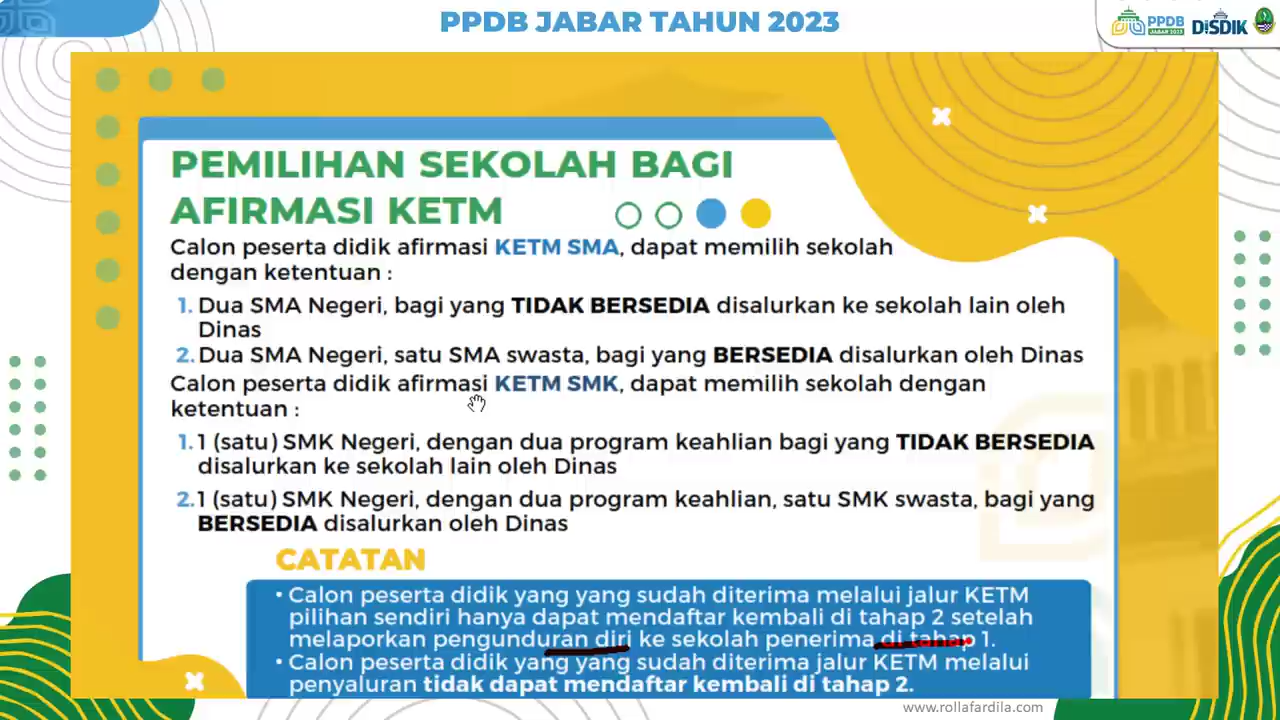 PPDB JABAR TAHUN 2023
PPDB
JABAR 2023
DISDIK
PEMILIHAN SEKOLAH BAGI
AFIRMASI KETM
Calon peserta didik afirmasi KETM SMA, dapat memilih sekolah
dengan ketentuan :
1. Dua SMA Negeri, bagi yang TIDAK BERSEDIA disalurkan ke sekolah lain oleh
Dinas
2. Dua SMA Negeri, satu SMA swasta, bagi yang BERSEDIA disalurkan oleh Dinas
Calon peserta didik afirmasi KETM SMK, dapat memilih sekolah dengan
ketentuan :
1. 1 (satu) SMK Negeri, dengan dua program keahlian bagi yang TIDAK BERSEDIA
disalurkan ke sekolah lain oleh Dinas
2. 1 (satu) SMK Negeri, dengan dua program keahlian, satu SMK swasta, bagi yang
BERSEDIA disalurkan oleh Dinas
CATATAN
• Calon peserta didik yang yang sudah diterima melalui jalur KETM
pilihan sendiri hanya dapat mendaftar kembali di tahap 2 setelah
melaporkan pengunduran diri ke sekolah penerima di tahap 1.
• Calon peserta didik yang yang sudah diterima jalur KETM melalui
penyaluran tidak dapat mendaftar kembali di tahap 2.
www.rollafardila.com